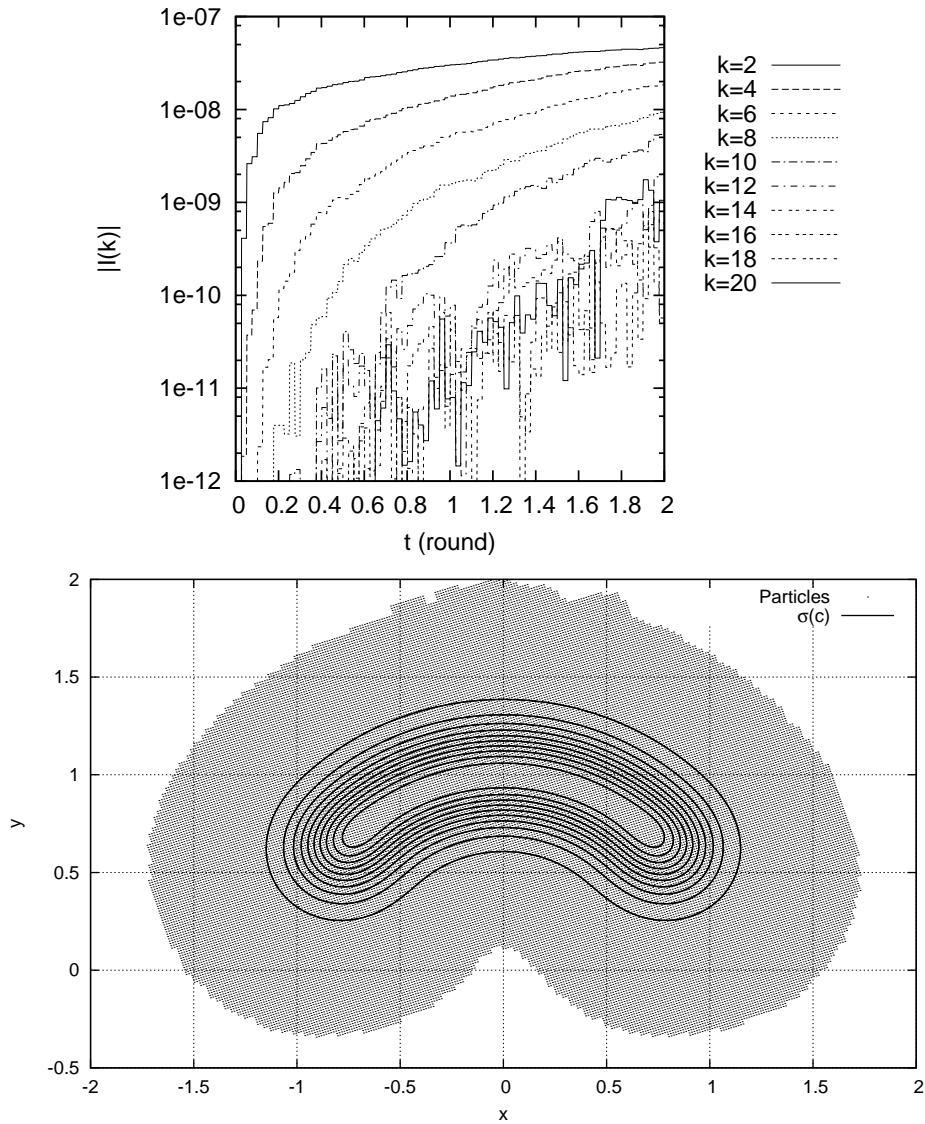 1e-07
1e-08
1e-09
1e-10
1e-11
1e-12
|I(k)|
0 0.2 0.4 0.6 0.8 1 1.2 1.4 1.6 1.8 2
t (round)
k=2
k=4
k=6
k=8
k=10
k=12
k=14
k=16
k=18
k=20
2
1.5
1
0.5
0
-0.5
y
Particles
σ(c)
-2 -1.5 -1 -0.5 0 0.5 1 1.5 2
x